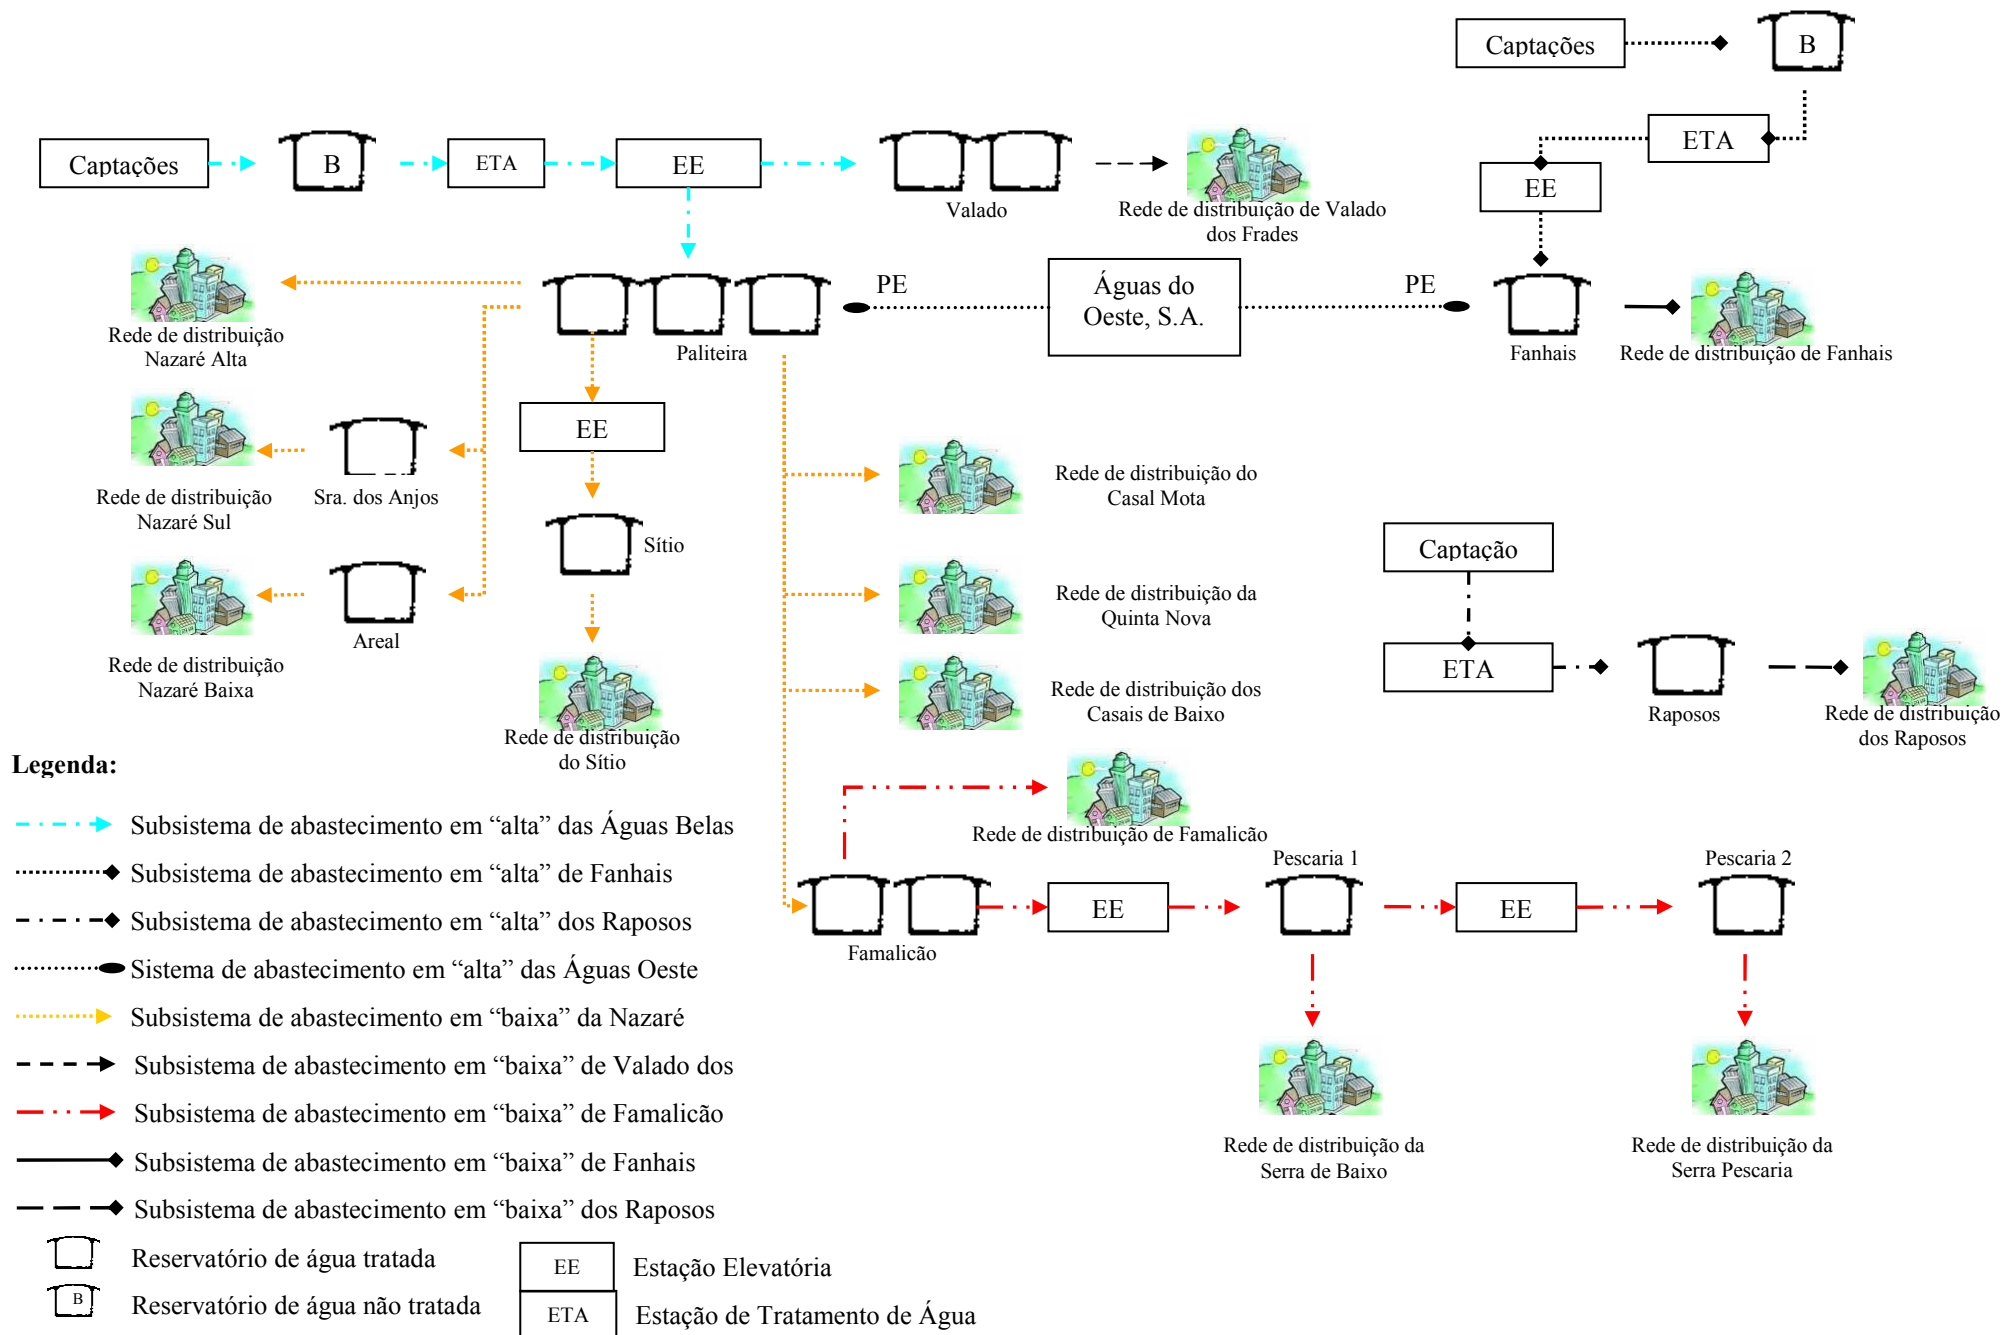 Captações
B
Captações
B
ETA
EE
ETA
EE
Valado
Rede de distribuição de Valado
dos Frades
Rede de distribuição
Nazaré Alta
Paliteira
PE
Águas do
Oeste, S.A.
PE
Fanhais
Rede de distribuição de Fanhais
EE
Rede de distribuição
Nazaré Sul
Sra. dos Anjos
Sítio
Rede de distribuição do
Casal Mota
Captação
Rede de distribuição
Nazaré Baixa
Areal
Rede de distribuição da
Quinta Nova
ETA
Raposos
Rede de distribuição
dos Raposos
Rede de distribuição
do Sítio
Rede de distribuição dos
Casais de Baixo
Rede de distribuição de Famalicão
Famalicão
EE
Pescaria 1
EE
Pescaria 2
Rede de distribuição da
Serra de Baixo
Rede de distribuição da
Serra Pescaria
Legenda:
Subsistema de abastecimento em “alta” das Águas Belas
Subsistema de abastecimento em “alta” de Fanhais
Subsistema de abastecimento em “alta” dos Raposos
Sistema de abastecimento em “alta” das Águas Oeste
Subsistema de abastecimento em “baixa” da Nazaré
Subsistema de abastecimento em “baixa” de Valado dos
Subsistema de abastecimento em “baixa” de Famalicão
Subsistema de abastecimento em “baixa” de Fanhais
Subsistema de abastecimento em “baixa” dos Raposos
Reservatório de água tratada
B
Reservatório de água não tratada
EE
Estação Elevatória
ETA
Estação de Tratamento de Água